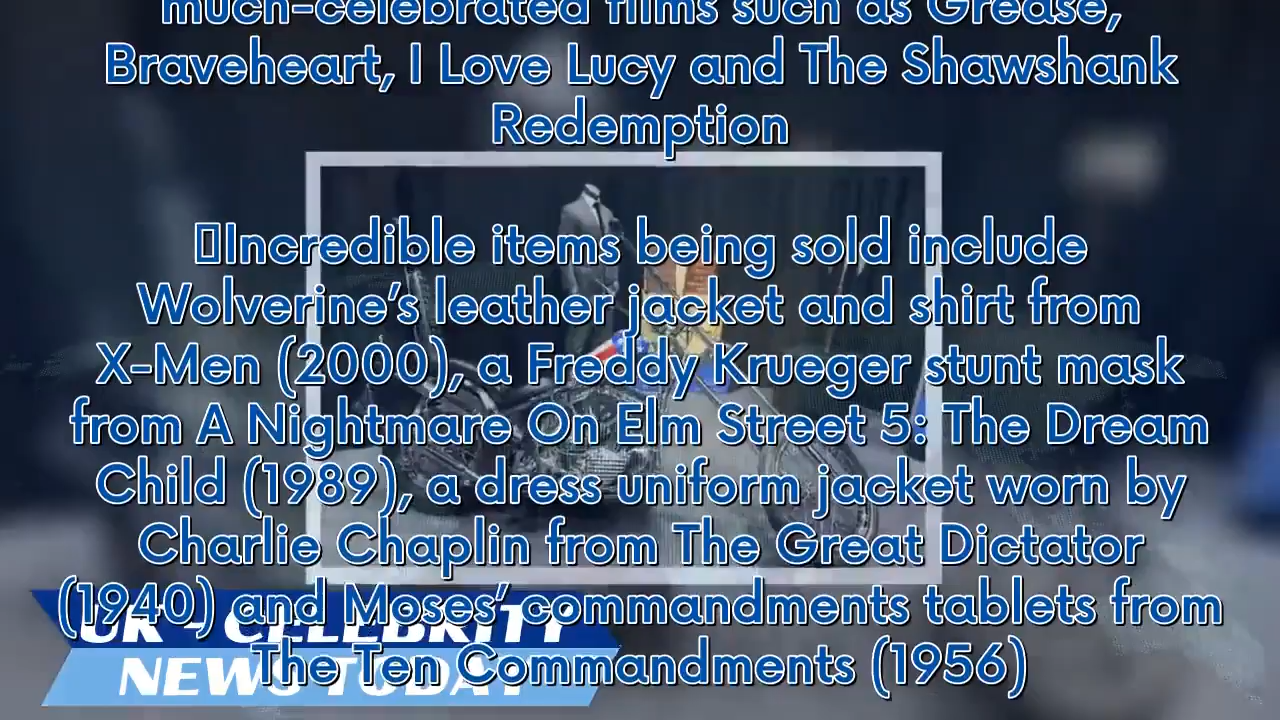 much-celebrated films such as Grease,
Braveheart, I Love Lucy and The Shawshank
Redemption
Incredible items being sold include
Wolverine’s leather jacket and shirt from
X-Men (2000), a Freddy Krueger stunt mask
from A Nightmare On Elm Street 5: The Dream
Child (1989), a dress uniform jacket worn by
Charlie Chaplin from The Great Dictator
(1940) and Moses’ commandments tablets from
The Ten Commandments (1956)
UK - CELEBRITY
NEWS TODAY